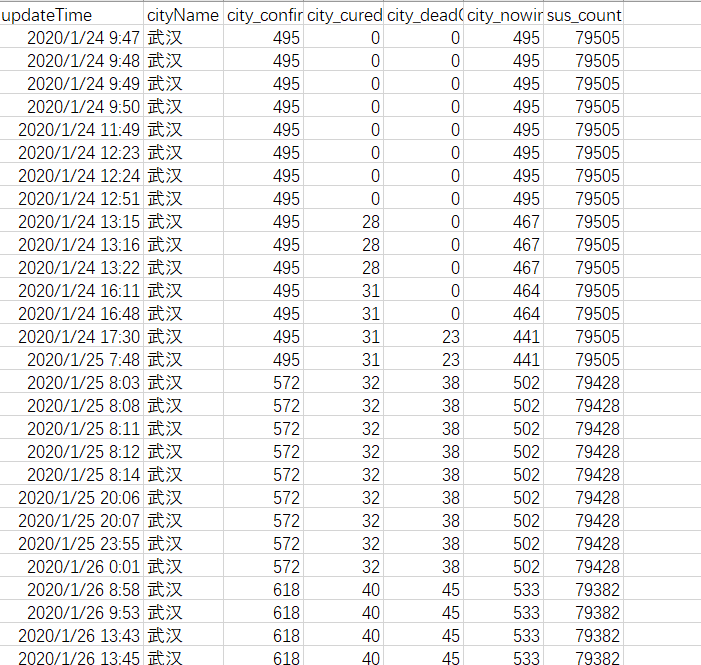 updateTime cityName city_confir city_cured city_dead( city_nowir sus_count
2020/1/24 9:47 武汉 495 0 0 495 79505
2020/1/24 9:48 武汉 495 0 0 495 79505
2020/1/24 9:49 武汉 495 0 0 495 79505
2020/1/24 9:50 武汉 495 0 0 495 79505
2020/1/24 11:49 武汉 495 0 0 495 79505
2020/1/24 12:23 武汉 495 0 0 495 79505
2020/1/24 12:24 武汉 495 0 0 495 79505
2020/1/24 12:51 武汉 495 0 0 495 79505
2020/1/24 13:15 武汉 495 28 0 467 79505
2020/1/24 13:16 武汉 495 28 0 467 79505
2020/1/24 13:22 武汉 495 28 0 467 79505
2020/1/24 16:11 武汉 495 31 0 464 79505
2020/1/24 16:48 武汉 495 31 0 464 79505
2020/1/24 17:30 武汉 495 31 23 441 79505
2020/1/25 7:48 武汉 495 31 23 441 79505
2020/1/25 8:03 武汉 572 32 38 502 79428
2020/1/25 8:08 武汉 572 32 38 502 79428
2020/1/25 8:11 武汉 572 32 38 502 79428
2020/1/25 8:12 武汉 572 32 38 502 79428
2020/1/25 8:14 武汉 572 32 38 502 79428
2020/1/25 20:06 武汉 572 32 38 502 79428
2020/1/25 20:07 武汉 572 32 38 502 79428
2020/1/25 23:55 武汉 572 32 38 502 79428
2020/1/26 0:01 武汉 572 32 38 502 79428
2020/1/26 8:58 武汉 618 40 45 533 79382
2020/1/26 9:53 武汉 618 40 45 533 79382
2020/1/26 13:43 武汉 618 40 45 533 79382
2020/1/26 13:45 武汉 618 40 45 533 79382